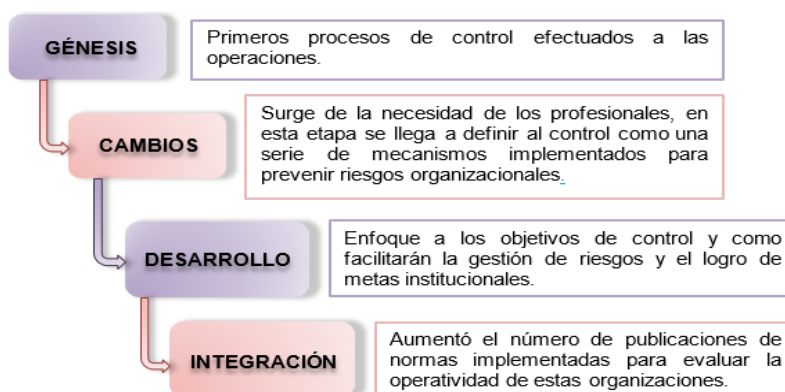 GÉNESIS
Primeros procesos de control efectuados a las
operaciones.
CAMBIOS
Surge de la necesidad de los profesionales, en
esta etapa se llega a definir al control como una
serie de mecanismos implementados para
prevenir riesgos organizacionales.
DESARROLLO
Enfoque a los objetivos de control y como
facilitarán la gestión de riesgos y el logro de
metas institucionales.
INTEGRACIÓN
Aumentó el número de publicaciones de
normas implementadas para evaluar la
operatividad de estas organizaciones.